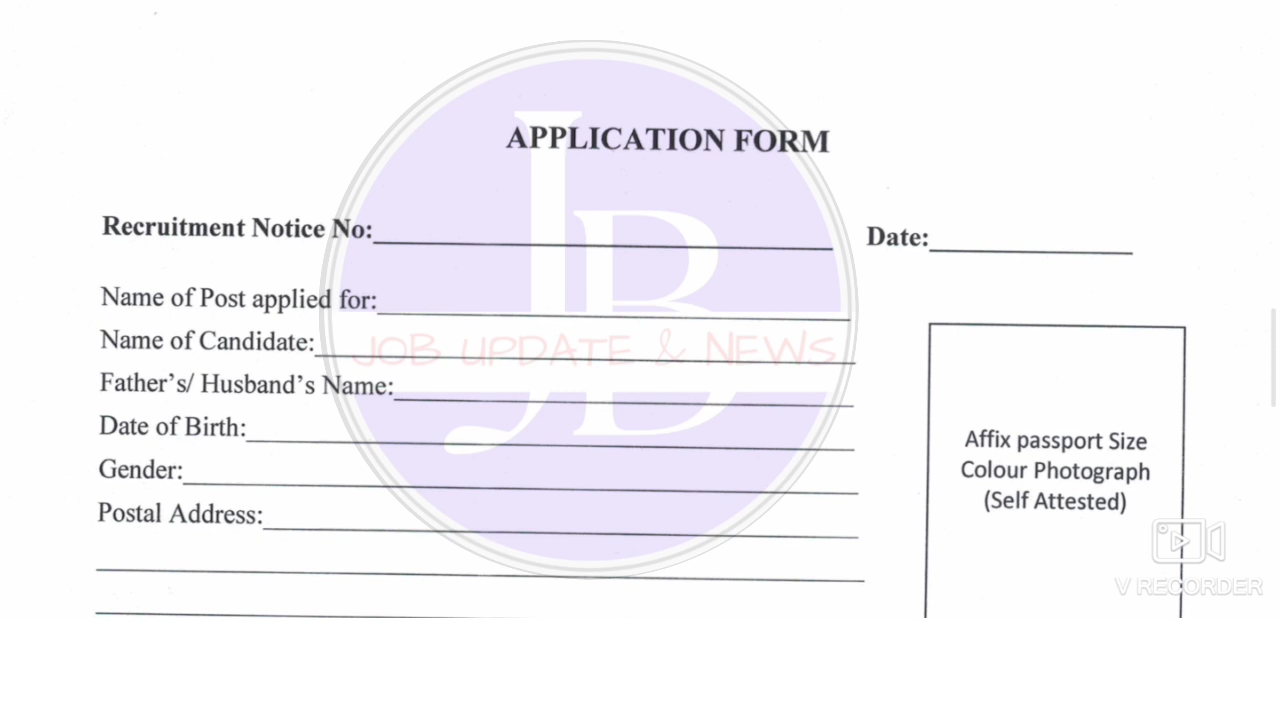 APPLICATION FORM
Recruitment Notice No:
Date:
Name of Post applied for:
Name of Candidate:
JOB UPDATE & NEWS
Father's/ Husband's Name:
Date of Birth:
Gender:
Postal Address:
Affix passport Size
Colour Photograph
(Self Attested)
JB
V RECORDER